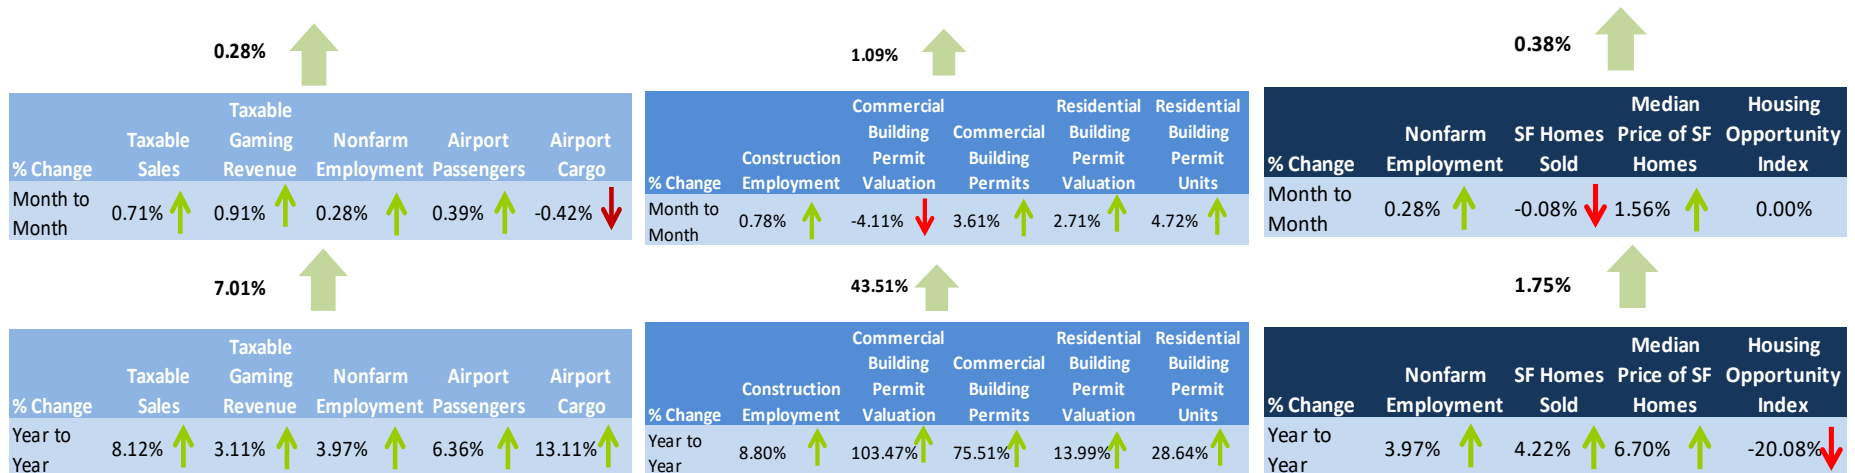 0.28%
Taxable
Taxable Gaming Nonfarm Airport Airport
% Change Sales Revenue Employment Passengers Cargo
Month to
Month 0.71% 0.91% 0.28% 0.39% -0.42%
7.01%
Taxable
Taxable Gaming Nonfarm Airport Airport
% Change Sales Revenue Employment Passengers Cargo
Year to
Year 8.12% 3.11% 3.97% 6.36% 13.11%
1.09%
Commercial Residential Residential
Building Commercial Building Building
Construction Permit Building Permit Permit
% Change Employment Valuation Permits Valuation Units
Month to
Month 0.78% -4.11% 3.61% 2.71% 4.72%
43.51%
Commercial Residential Residential
Building Commercial Building Building
Construction Permit Building Permit Permit
% Change Employment Valuation Permits Valuation Units
Year to
Year 8.80% 103.47% 75.51% 13.99% 28.64%
0.38%
Median Housing
Nonfarm SF Homes Price of SF Opportunity
% Change Employment Sold Homes Index
Month to
Month 0.28% -0.08% 1.56% 0.00%
1.75%
Median Housing
Nonfarm SF Homes Price of SF Opportunity
% Change Employment Sold Homes Index
Year to
Year 3.97% 4.22% 6.70% -20.08%